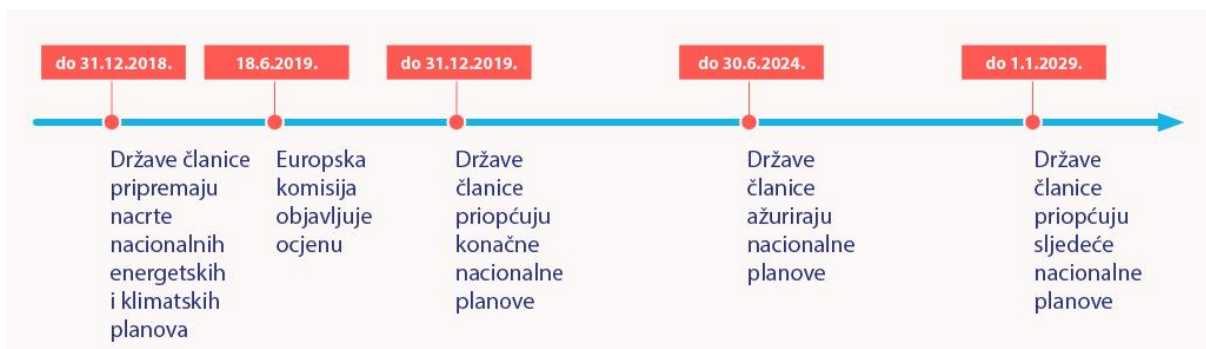 do 31.12.2018.
18.6.2019.
do 31.12.2019.
do 30.6.2024.
do 1.1.2029.
Države članice
pripremaju
nacrte
nacionalnih
energetskih
i klimatskih
planova
Europska
komisija
objavljuje
ocjenu
Države
članice
priopćuju
konačne
nacionalne
planove
Države
članice
ažuriraju
nacionalne
planove
Države
članice
priopćuju
sljedeće
nacionalne
planove